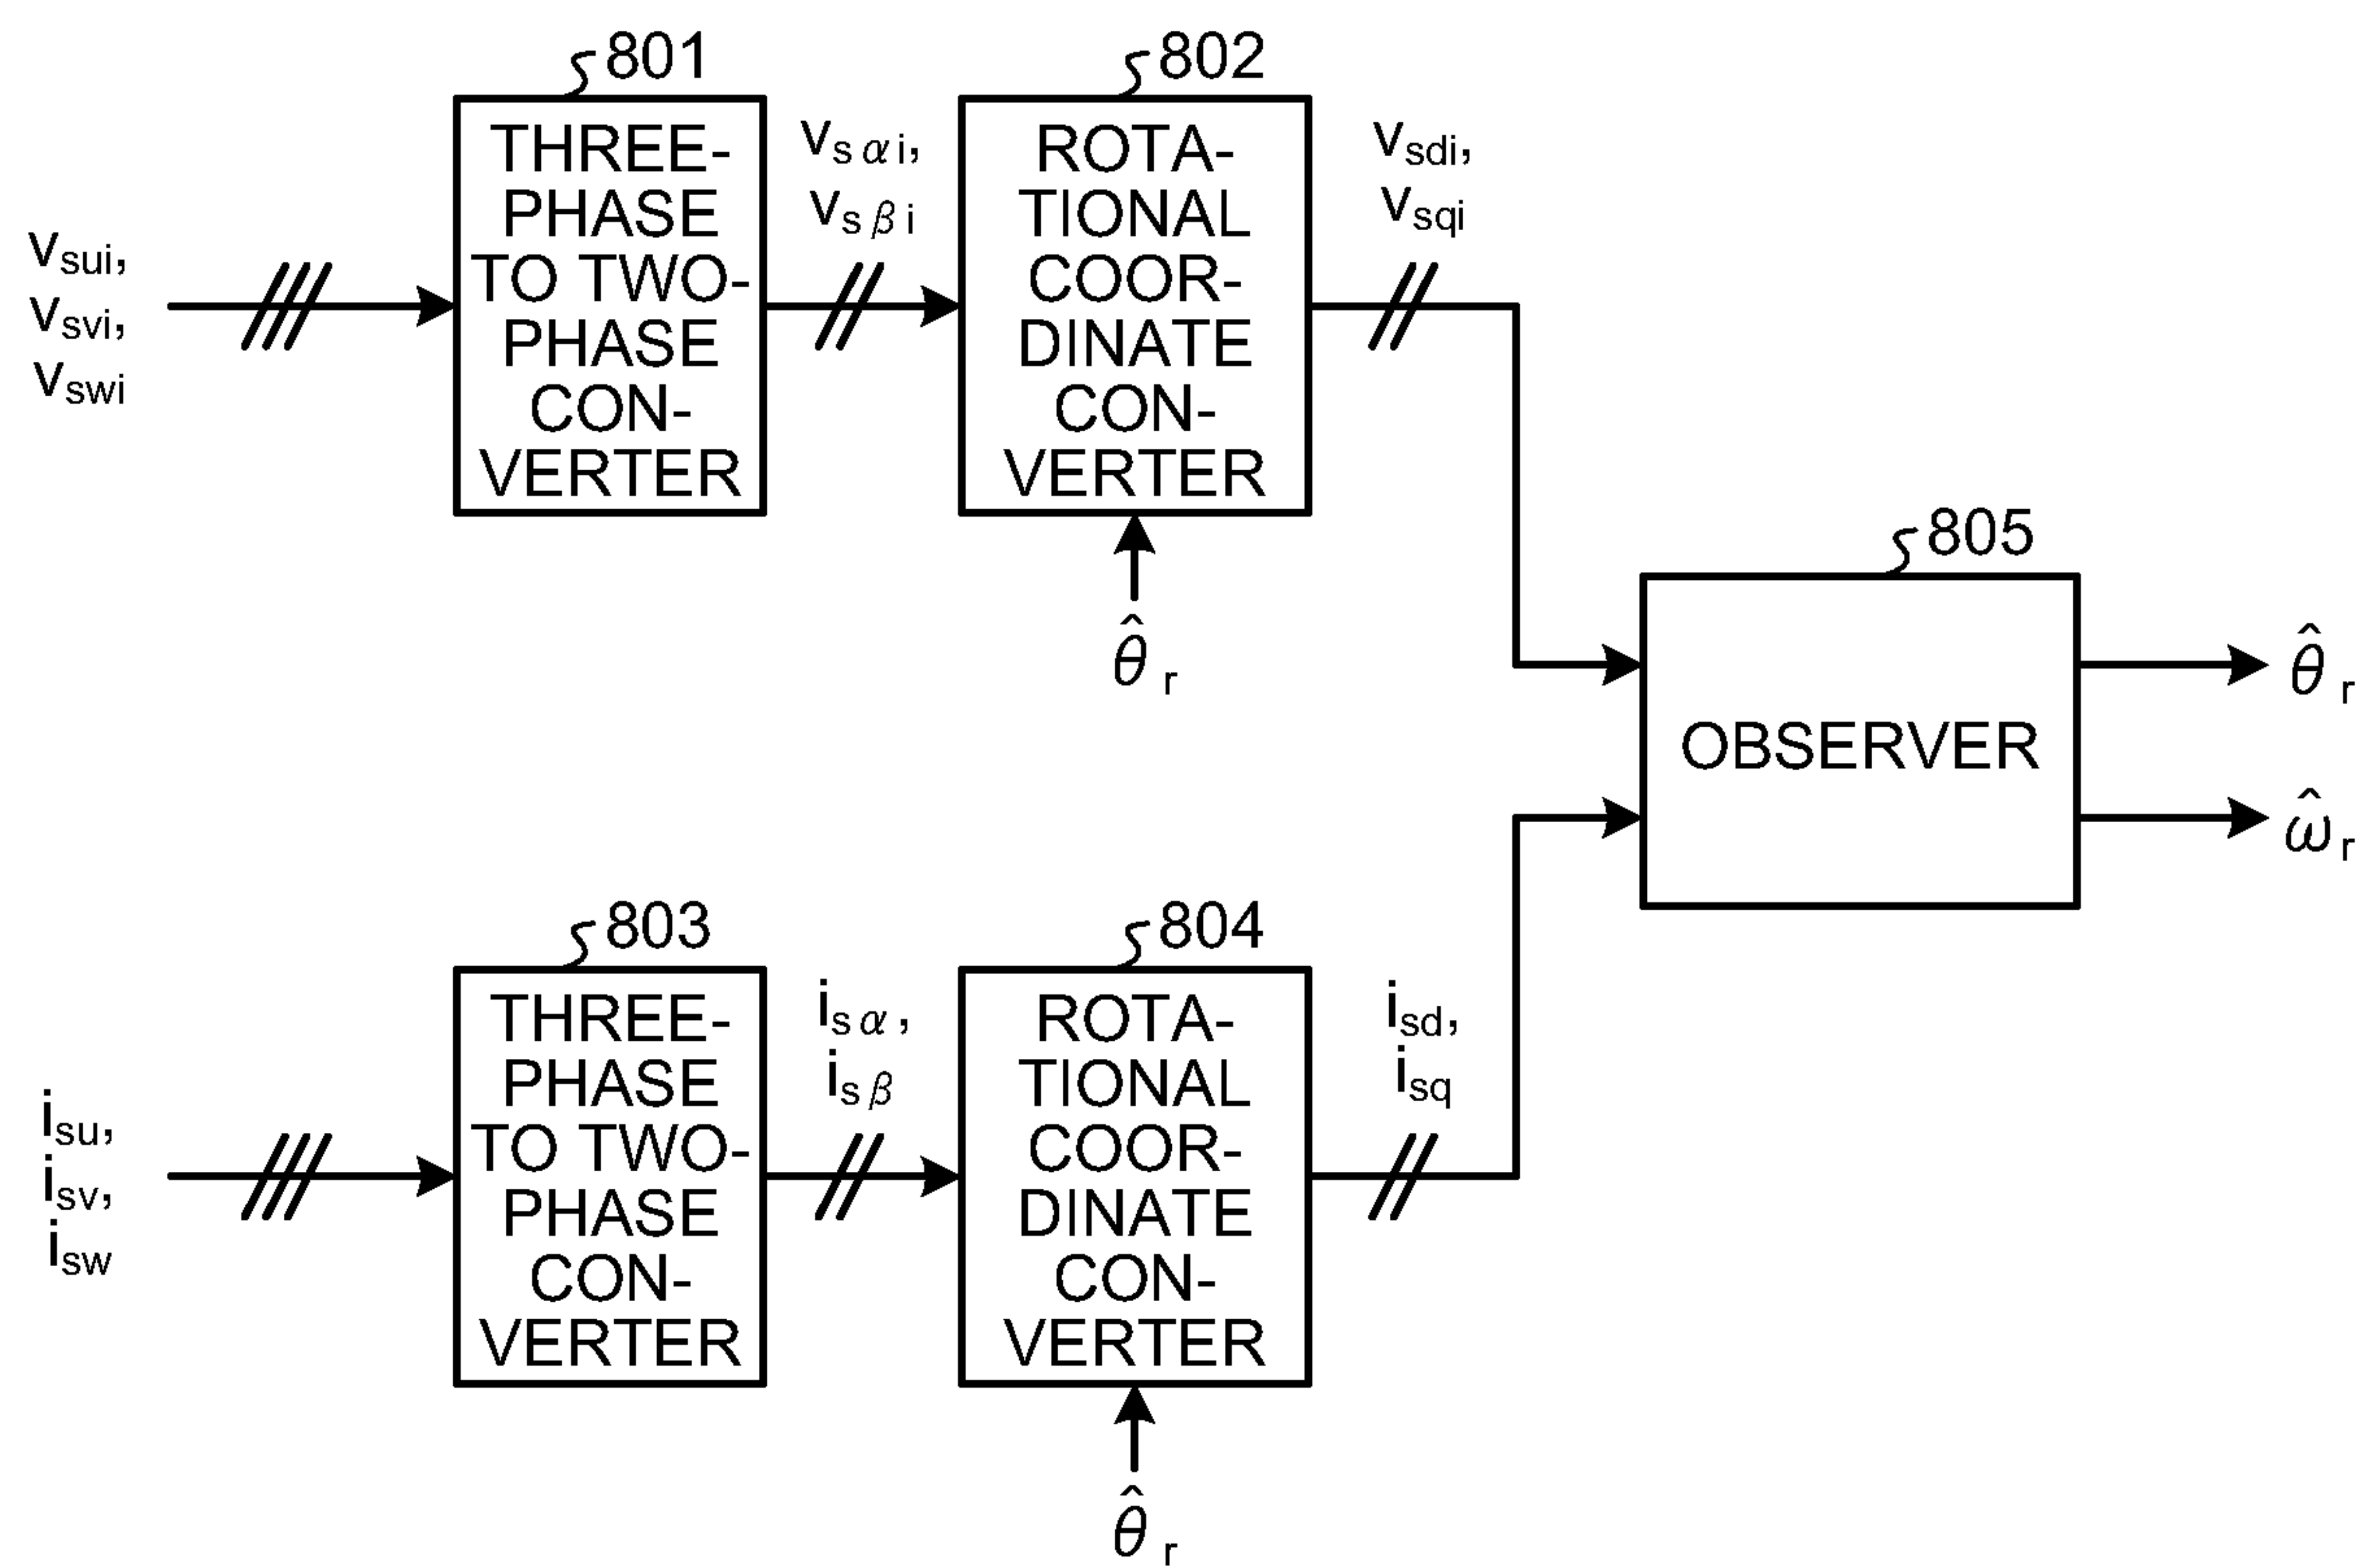 801
802
THREE-
PHASE
TO TWO-
PHASE
CON-
VERTER
ROTA-
TIONAL
COOR-
DINATE
CON-
VERTER
vsαi,
vsβi
vsdi,
vsqi
vsui,
vsvi,
vswi
θ̂r
805
OBSERVER
θ̂r
ω̂r
803
804
THREE-
PHASE
TO TWO-
PHASE
CON-
VERTER
ROTA-
TIONAL
COOR-
DINATE
CON-
VERTER
isα,
isβ
isd,
isq
isu,
isv,
isw
θ̂r